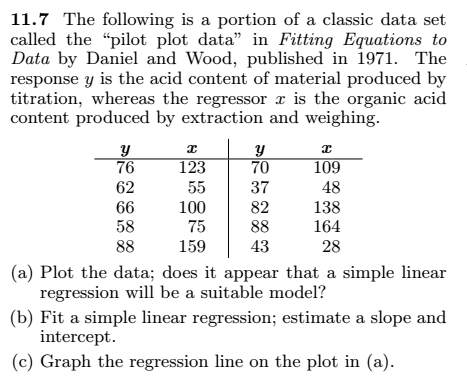 11.7 The following is a portion of a classic data set
called the “pilot plot data” in Fitting Equations to
Data by Daniel and Wood, published in 1971. The
response y is the acid content of material produced by
titration, whereas the regressor x is the organic acid
content produced by extraction and weighing.
y x y x
76 123 70 109
62 55 37 48
66 100 82 138
58 75 88 164
88 159 43 28
(a) Plot the data; does it appear that a simple linear
regression will be a suitable model?
(b) Fit a simple linear regression; estimate a slope and
intercept.
(c) Graph the regression line on the plot in (a).